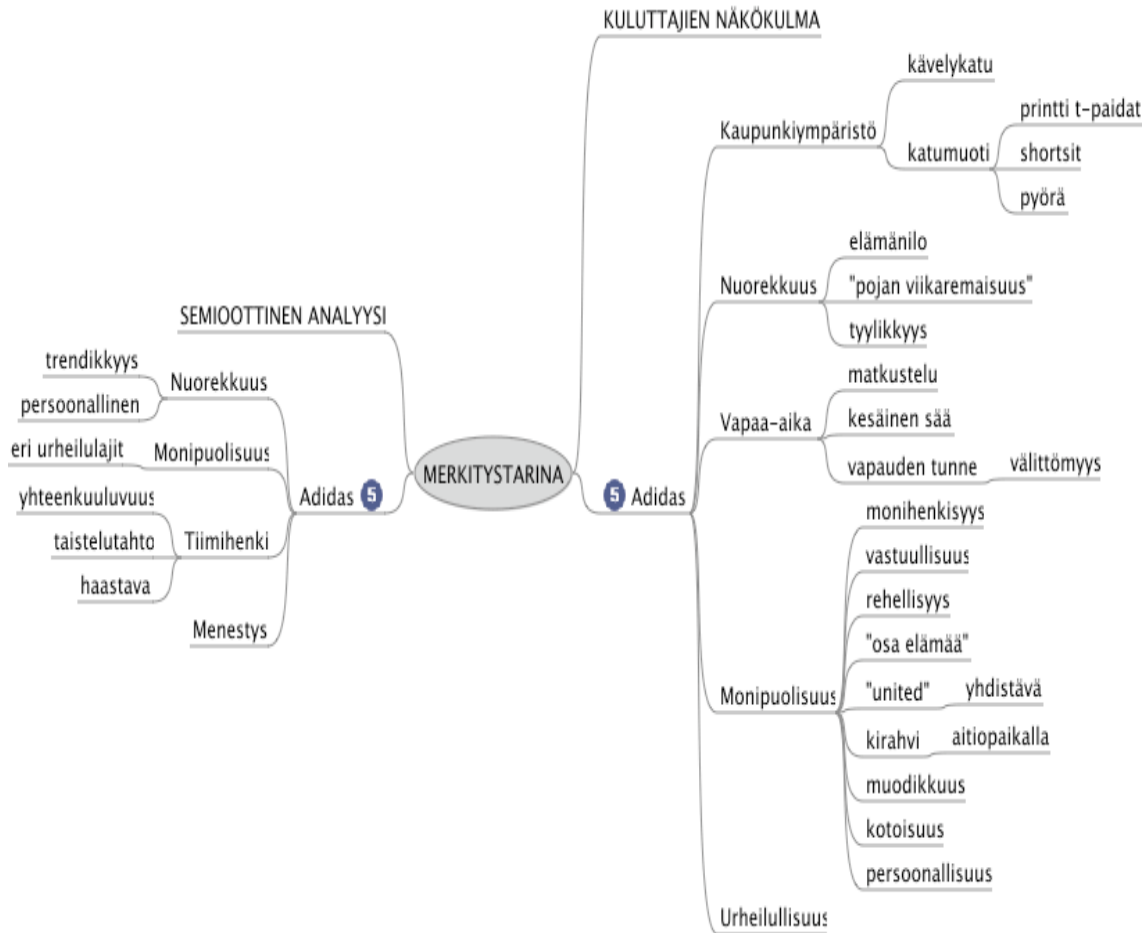 KULUTTAJIEN NÄKÖKULMA
kävelykatu
Kaupunkiympäristö
katumuoti
printti t-paidat
shortsit
pyörä
elämänilo
Nuorekkuus
"pojan viikaremaisuus"
tyylikkyys
matkustelu
Vapaa-aika
kesäinen sää
vapauden tunne
välittömyys
5 Adidas
monihenkisyys
vastuullisuus
rehellisyys
"osa elämää"
Monipuolisuus
"united"
yhdistävä
kirahvi
aitiopaikalla
muodikkuus
kotoisuus
persoonallisuus
Urheilullisuus
MERKITYSTARINA
SEMIOOTTINEN ANALYYSI
trendikkyys
Nuorekkuus
persoonallinen
eri urheilulajit
Monipuolisuus
Adidas 5
yhteenkuuluvuus
taistelutahto
Tiimihenki
haastava
Menestys